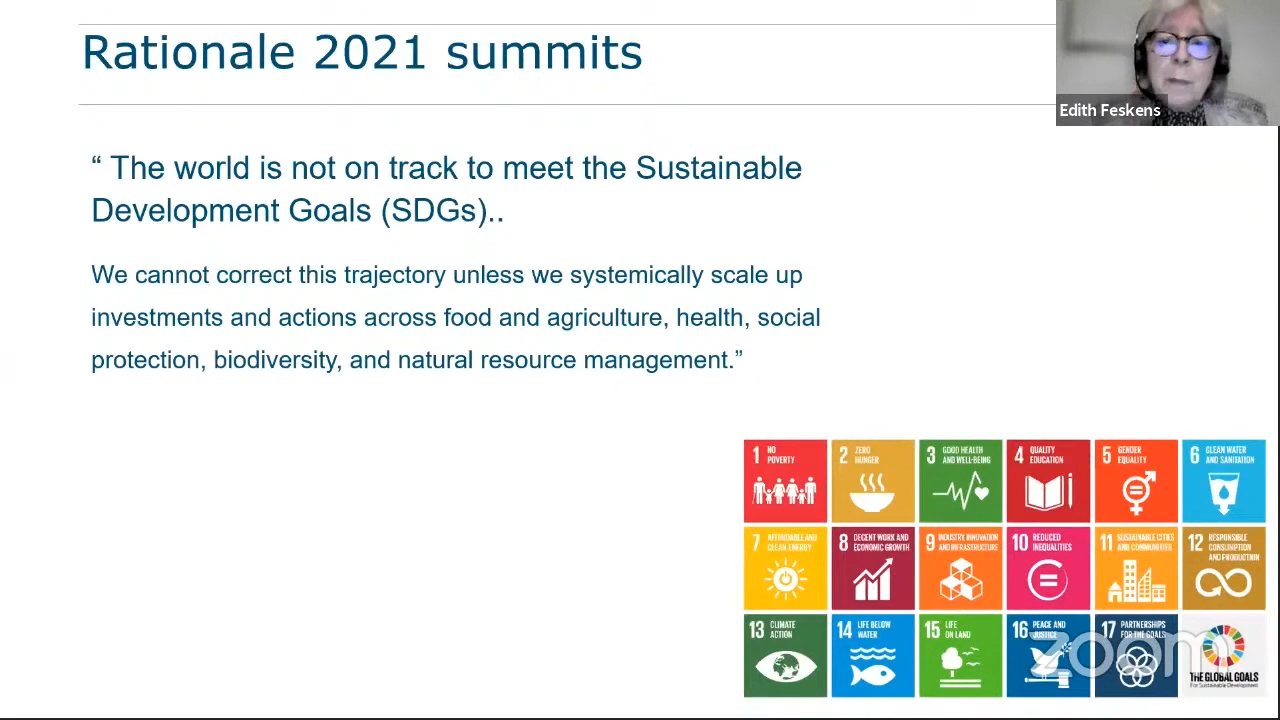 Rationale 2021 summits
Edith Feskens
“ The world is not on track to meet the Sustainable
Development Goals (SDGs)..
We cannot correct this trajectory unless we systemically scale up
investments and actions across food and agriculture, health, social
protection, biodiversity, and natural resource management.”
1 NO
POVERTY
2 ZERO
HUNGER
3 GOOD HEALTH
AND WELL-BEING
4 QUALITY
EDUCATION
5 GENDER
EQUALITY
6 CLEAN WATER
AND SANITATION
7 AFFORDABLE AND
CLEAN ENERGY
8 DECENT WORK AND
ECONOMIC GROWTH
9 INDUSTRY, INNOVATION
AND INFRASTRUCTURE
10 REDUCED
INEQUALITIES
11 SUSTAINABLE CITIES
AND COMMUNITIES
12 RESPONSIBLE
CONSUMPTION
AND PRODUCTION
13 CLIMATE
ACTION
14 LIFE BELOW
WATER
15 LIFE
ON LAND
16 PEACE AND
JUSTICE
17 PARTNERSHIPS
FOR THE GOALS
THE GLOBAL GOALS
For Sustainable Development
zoom